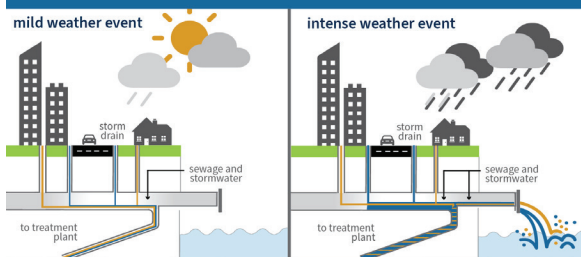 mild weather event
storm
drain
sewage and
stormwater
to treatment
plant
intense weather event
storm
drain
sewage and
stormwater
to treatment
plant